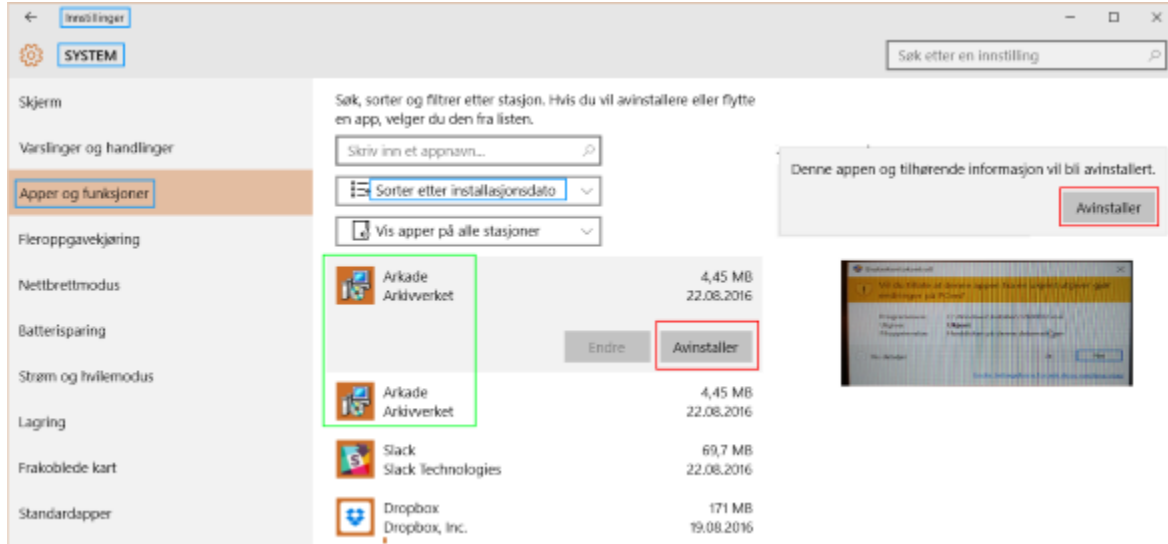 Innstillinger
SYSTEM
Søk etter en innstilling
Skjerm
Varslinger og handlinger
Apper og funksjoner
Fleroppgavekjøring
Nettbrettmodus
Batterisparing
Strøm og hvilemodus
Lagring
Frakoblede kart
Standardapper
Søk, sorter og filtrer etter stasjon. Hvis du vil avinstallere eller flytte
en app, velger du den fra listen.
Skriv inn et appnavn...
Sorter etter installasjonsdato
Vis apper på alle stasjoner
Arkade 4,45 MB
Arkivverket 22.08.2016
Endre Avinstaller
Arkade 4,45 MB
Arkivverket 22.08.2016
Slack 69,7 MB
Slack Technologies 22.08.2016
Dropbox 171 MB
Dropbox, Inc. 19.08.2016
Denne appen og tilhørende informasjon vil bli avinstallert.
Avinstaller